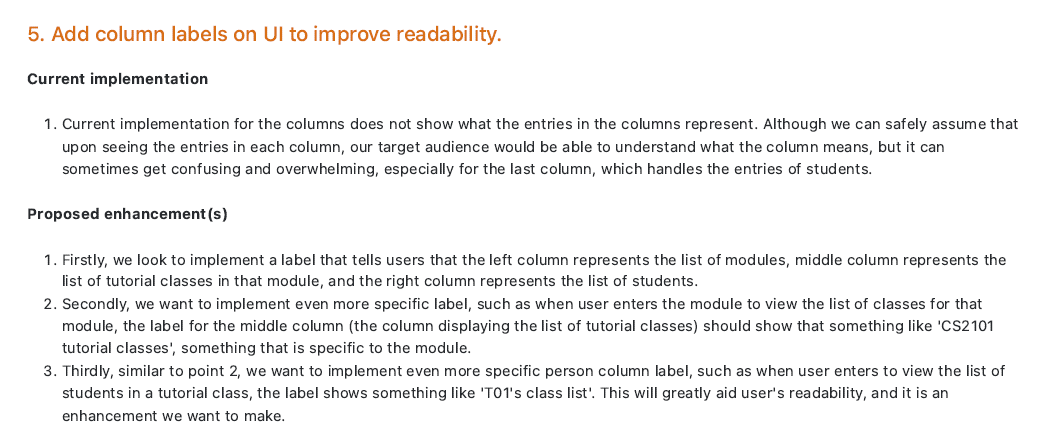 5. Add column labels on UI to improve readability.
Current implementation
1. Current implementation for the columns does not show what the entries in the columns represent. Although we can safely assume that
upon seeing the entries in each column, our target audience would be able to understand what the column means, but it can
sometimes get confusing and overwhelming, especially for the last column, which handles the entries of students.
Proposed enhancement(s)
1. Firstly, we look to implement a label that tells users that the left column represents the list of modules, middle column represents the
list of tutorial classes in that module, and the right column represents the list of students.
2. Secondly, we want to implement even more specific label, such as when user enters the module to view the list of classes for that
module, the label for the middle column (the column displaying the list of tutorial classes) should show that something like 'CS2101
tutorial classes', something that is specific to the module.
3. Thirdly, similar to point 2, we want to implement even more specific person column label, such as when user enters to view the list of
students in a tutorial class, the label shows something like 'T01's class list'. This will greatly aid user's readability, and it is an
enhancement we want to make.